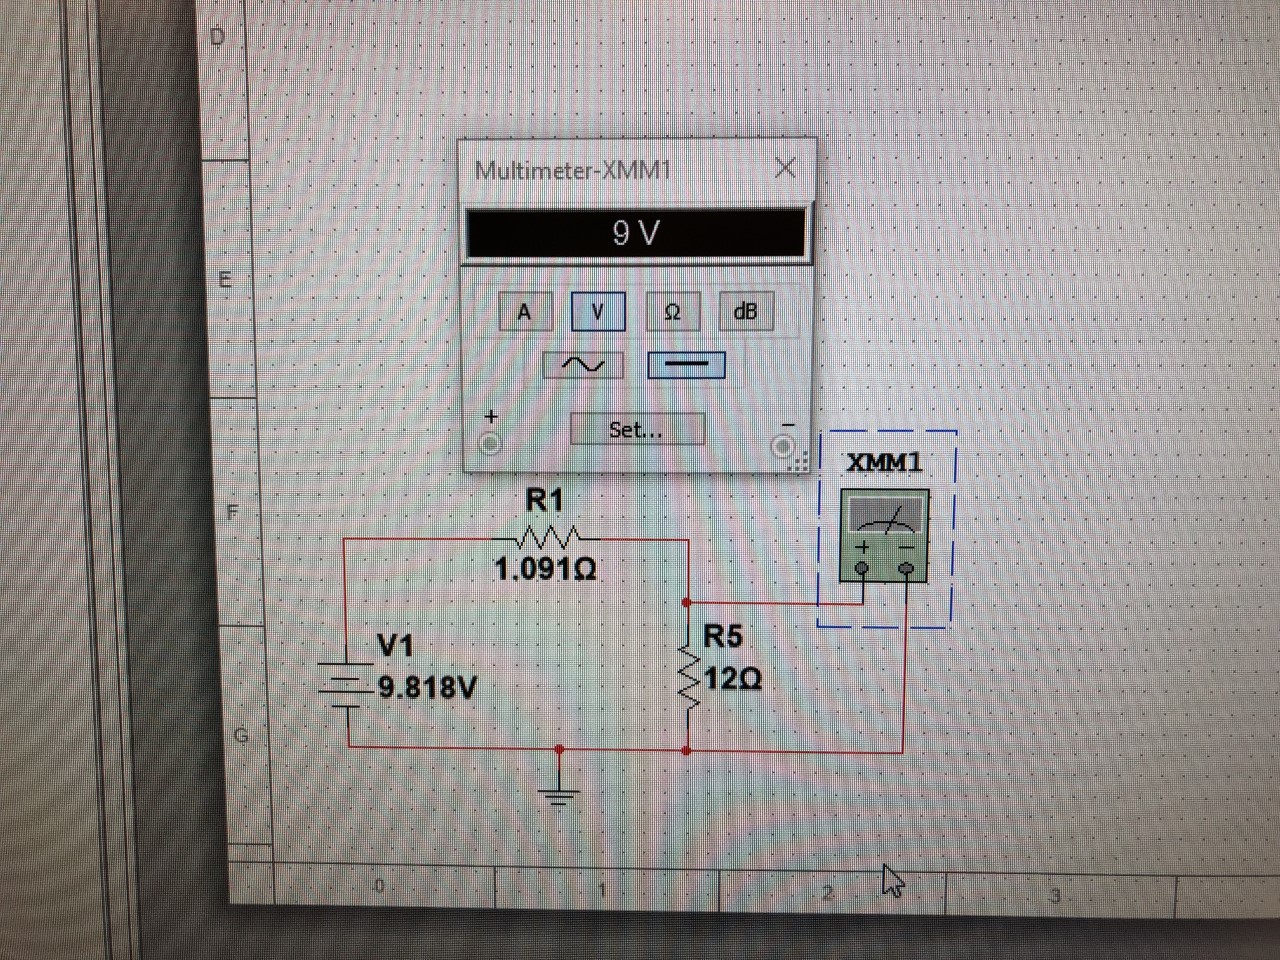 D
Multimeter-XMM1
9 V
E
A V Ω dB
+ Set... −
XMM1
+ −
R1
F
1.091Ω
V1
9.818V
R5
12Ω
G
0 1 2 3